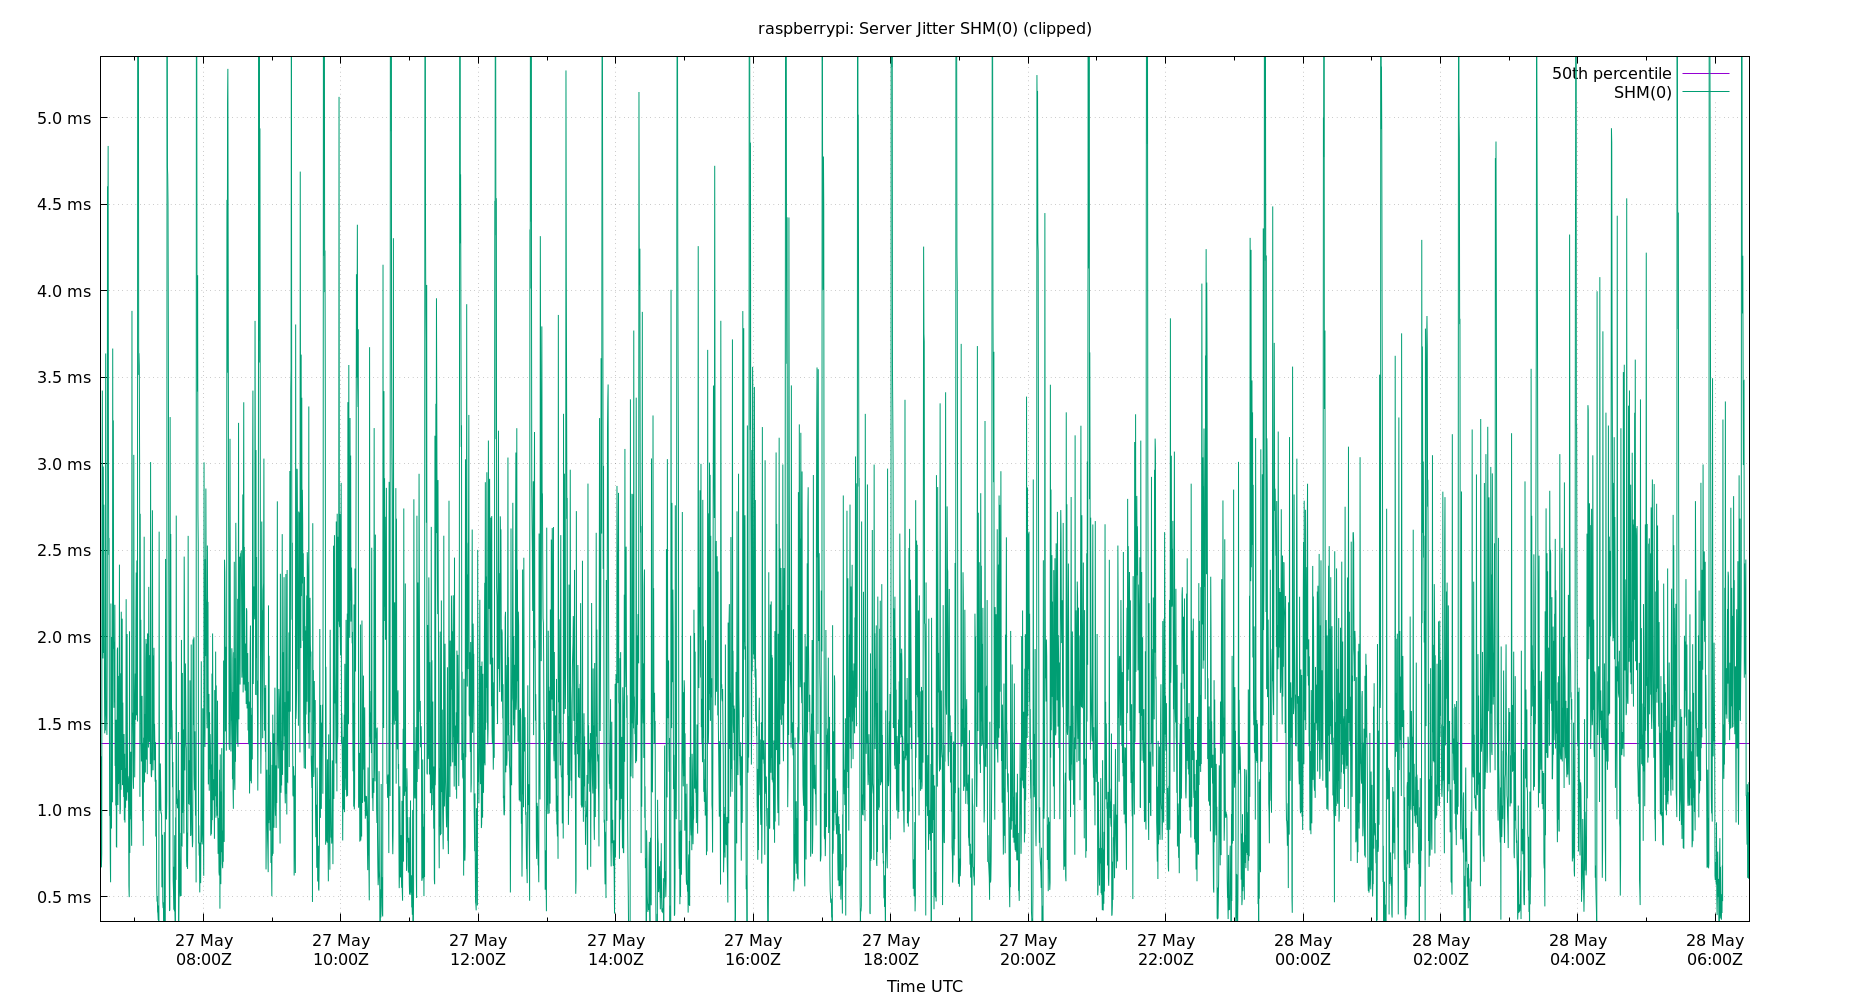 raspberrypi: Server Jitter SHM(0) (clipped)
50th percentile
SHM(0)
5.0 ms
4.5 ms
4.0 ms
3.5 ms
3.0 ms
2.5 ms
2.0 ms
1.5 ms
1.0 ms
0.5 ms
27 May 27 May 27 May 27 May 27 May 27 May 27 May 27 May 28 May 28 May 28 May 28 May
08:00Z 10:00Z 12:00Z 14:00Z 16:00Z 18:00Z 20:00Z 22:00Z 00:00Z 02:00Z 04:00Z 06:00Z
Time UTC